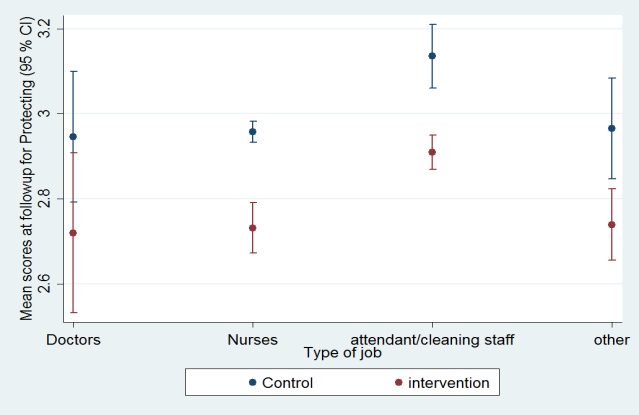 Mean scores at followup for Protecting (95 % CI)
3.2
3
2.8
2.6
Doctors
Nurses
attendant/cleaning staff
other
Type of job
Control
intervention